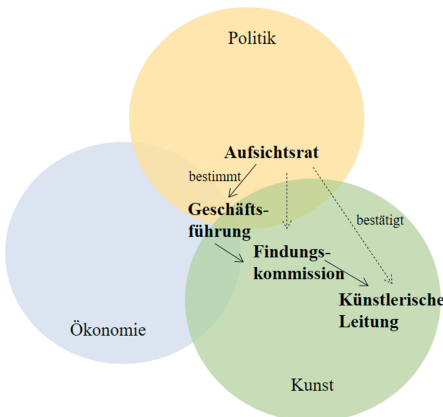 Politik
Aufsichtsrat
bestimmt
Geschäfts-
führung
bestätigt
Findungs-
kommission
Künstlerische
Leitung
Ökonomie
Kunst